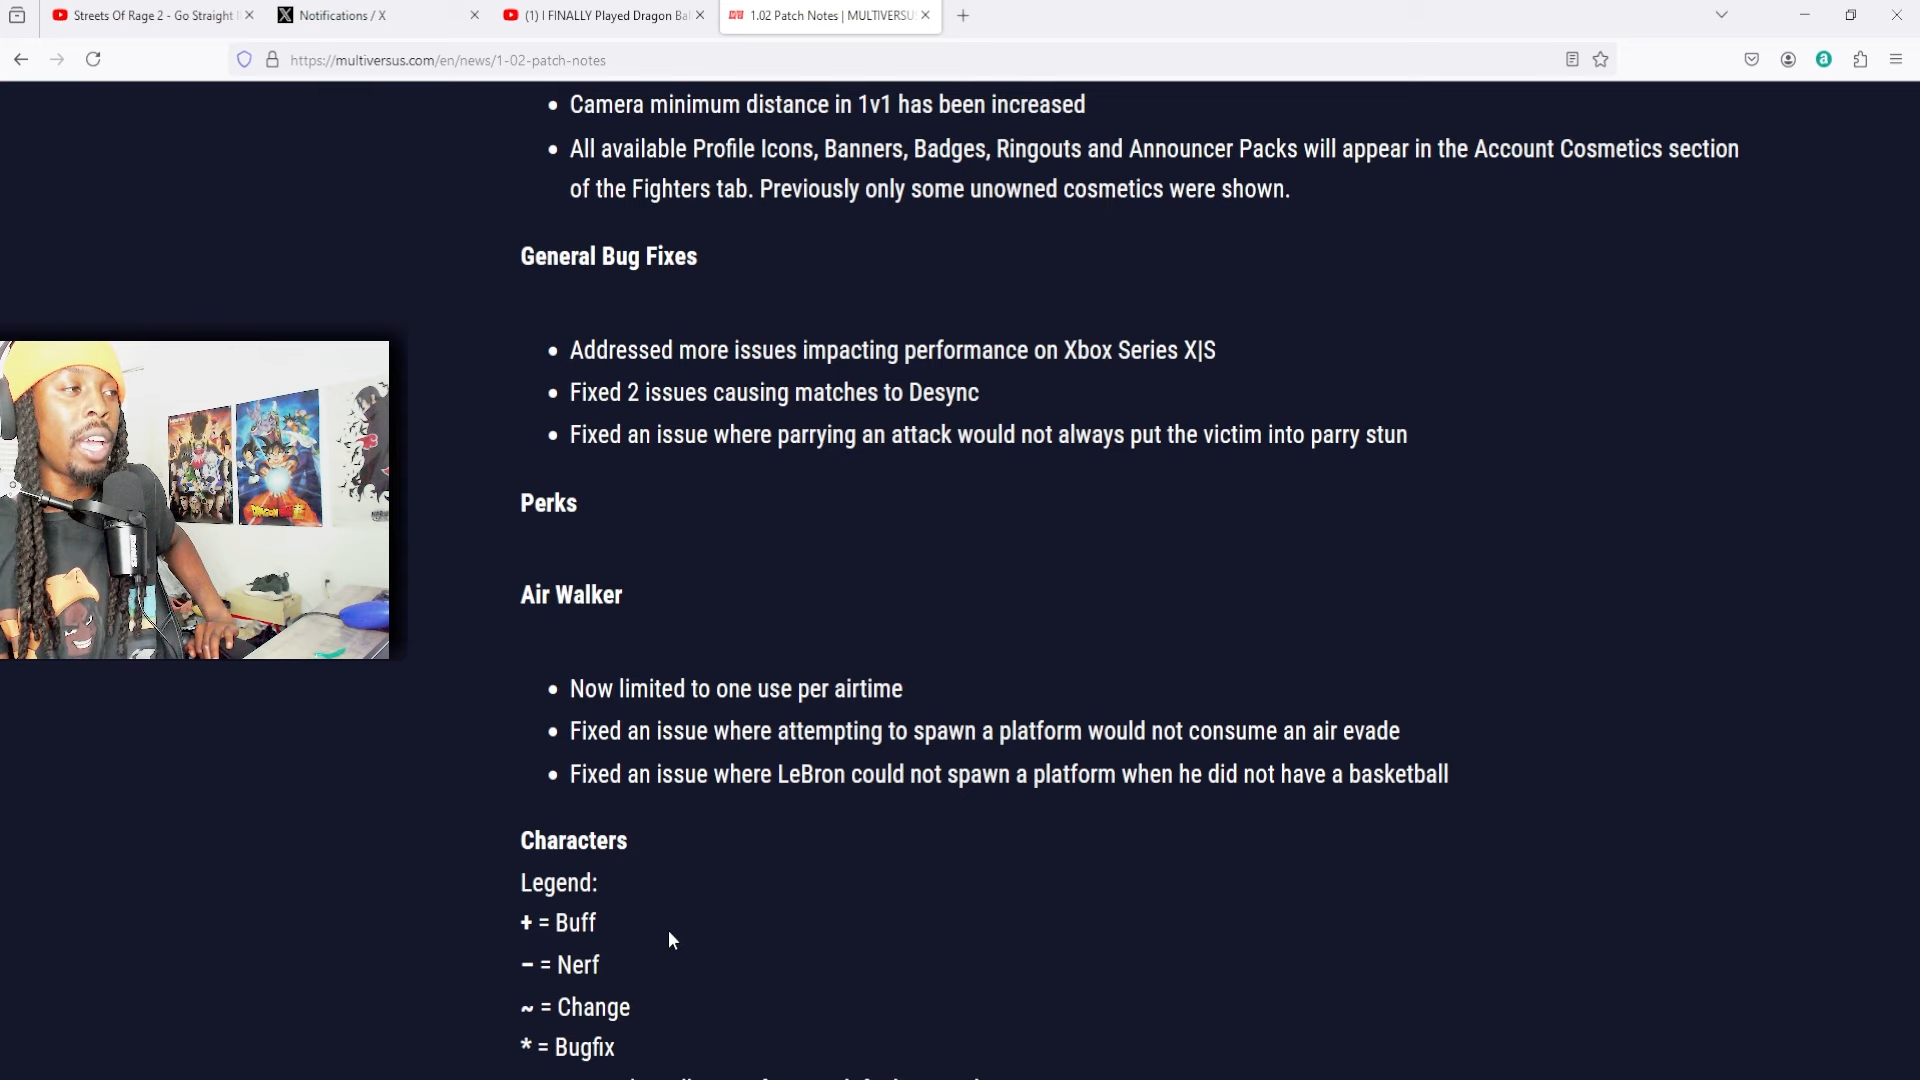 Streets Of Rage 2 - Go Straight
Notifications / X
(1) I FINALLY Played Dragon Bal
1.02 Patch Notes | MULTIVERSU
https://multiversus.com/en/news/1-02-patch-notes
• Camera minimum distance in 1v1 has been increased
• All available Profile Icons, Banners, Badges, Ringouts and Announcer Packs will appear in the Account Cosmetics section
of the Fighters tab. Previously only some unowned cosmetics were shown.
General Bug Fixes
• Addressed more issues impacting performance on Xbox Series X|S
• Fixed 2 issues causing matches to Desync
• Fixed an issue where parrying an attack would not always put the victim into parry stun
Perks
Air Walker
• Now limited to one use per airtime
• Fixed an issue where attempting to spawn a platform would not consume an air evade
• Fixed an issue where LeBron could not spawn a platform when he did not have a basketball
Characters
Legend:
+ = Buff
– = Nerf
~ = Change
* = Bugfix